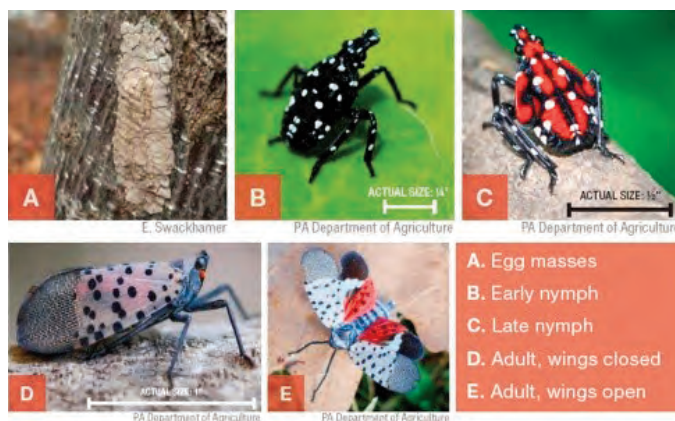 A
E. Swackhamer
B
ACTUAL SIZE: ¼"
PA Department of Agriculture
C
ACTUAL SIZE: ½"
PA Department of Agriculture
D
ACTUAL SIZE: 1"
PA Department of Agriculture
E
PA Department of Agriculture
A. Egg masses
B. Early nymph
C. Late nymph
D. Adult, wings closed
E. Adult, wings open